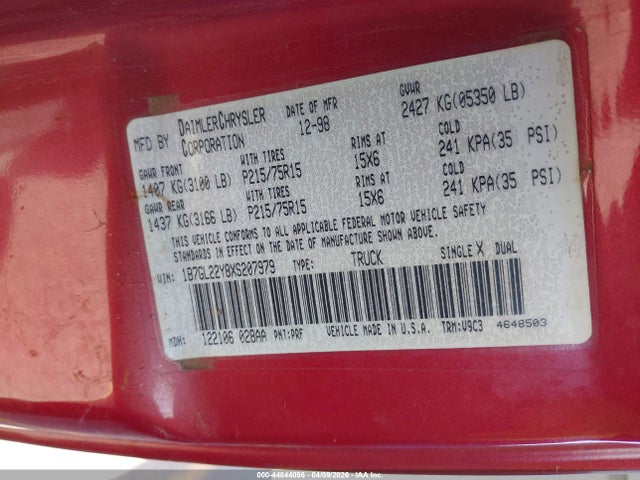 MFD BY DAIMLERCHRYSLER CORPORATION DATE OF MFR 12-98 GVWR 2427 KG(05350 LB)
GAWR FRONT WITH TIRES RIMS AT COLD
1407 KG(3100 LB) P215/75R15 15X6 241 KPA(35 PSI)
GAWR REAR WITH TIRES RIMS AT COLD
1437 KG(3166 LB) P215/75R15 15X6 241 KPA(35 PSI)
THIS VEHICLE CONFORMS TO ALL APPLICABLE FEDERAL MOTOR VEHICLE SAFETY
STANDARDS IN EFFECT ON THE DATE OF MANUFACTURE SHOWN ABOVE.
VIN: 1B7GL22Y8XS207979 TYPE: TRUCK SINGLE X DUAL
MDH: 122106 028AA PNT:PRF VEHICLE MADE IN U.S.A. TRM:V9C3 4648503
000-44844096 - 04/09/2026 - IAA Inc.